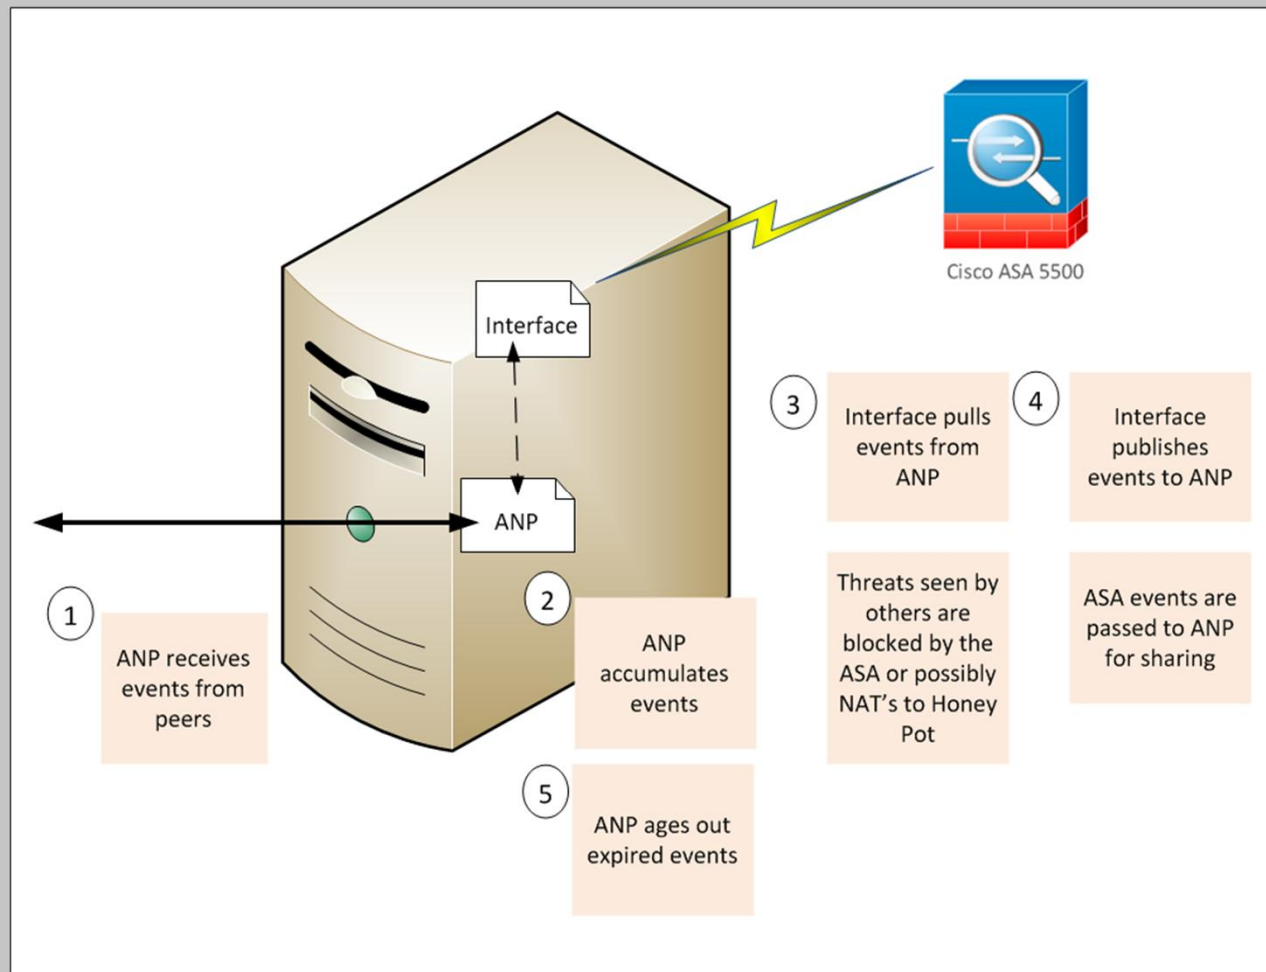 Cisco ASA 5500
Interface
ANP
1
ANP receives
events from
peers
2
ANP
accumulates
events
3
Interface pulls
events from
ANP
Threats seen by
others are
blocked by the
ASA or possibly
NAT's to Honey
Pot
4
Interface
publishes
events to ANP
ASA events are
passed to ANP
for sharing
5
ANP ages out
expired events